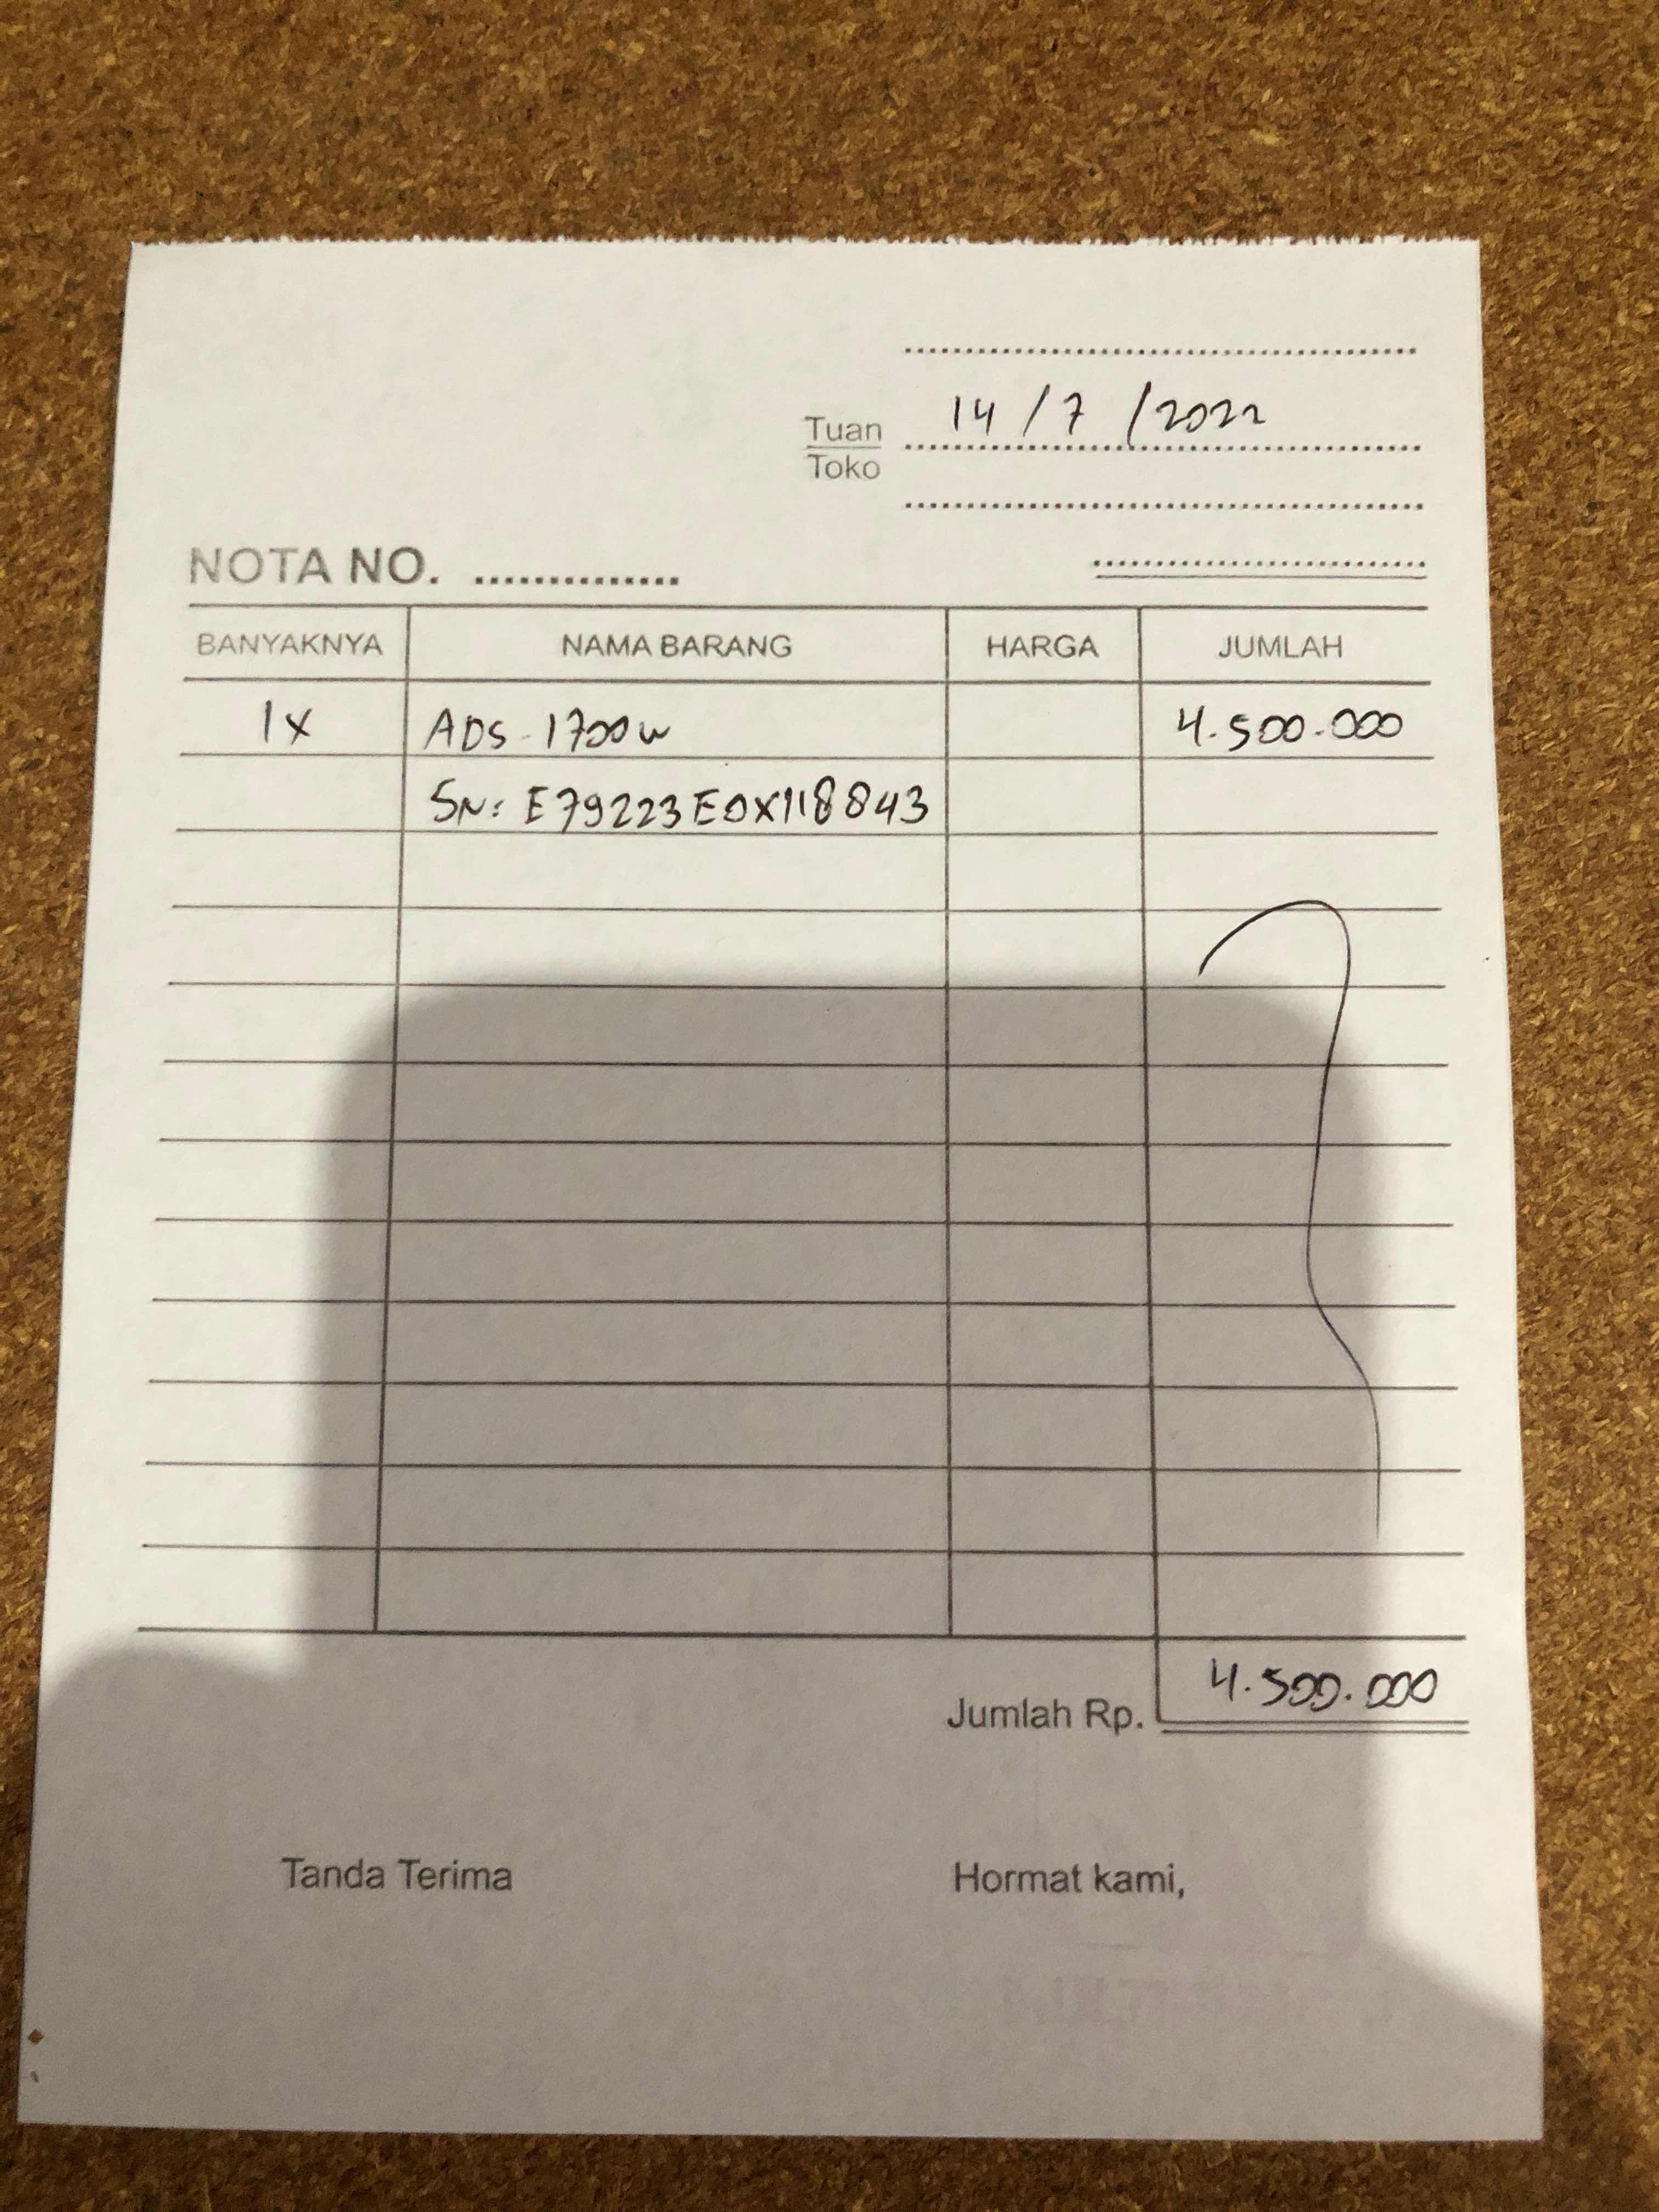 14/7/2022
Tuan
Toko
NOTA NO. ..............
BANYAKNYA NAMA BARANG HARGA JUMLAH
1x ADS-1700w 4.500.000
SN: E79223E0X118843
Jumlah Rp. 4.500.000
Tanda Terima Hormat kami,